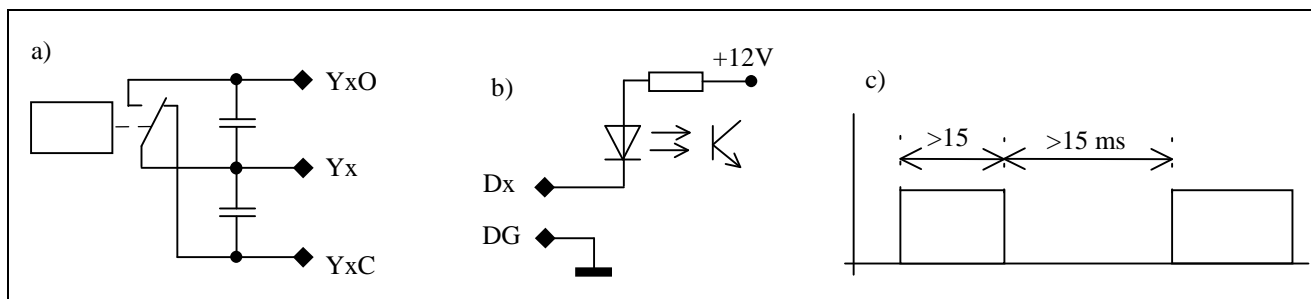 a)
YxO
Yx
YxC
b)
+12V
Dx
DG
c)
>15
>15 ms